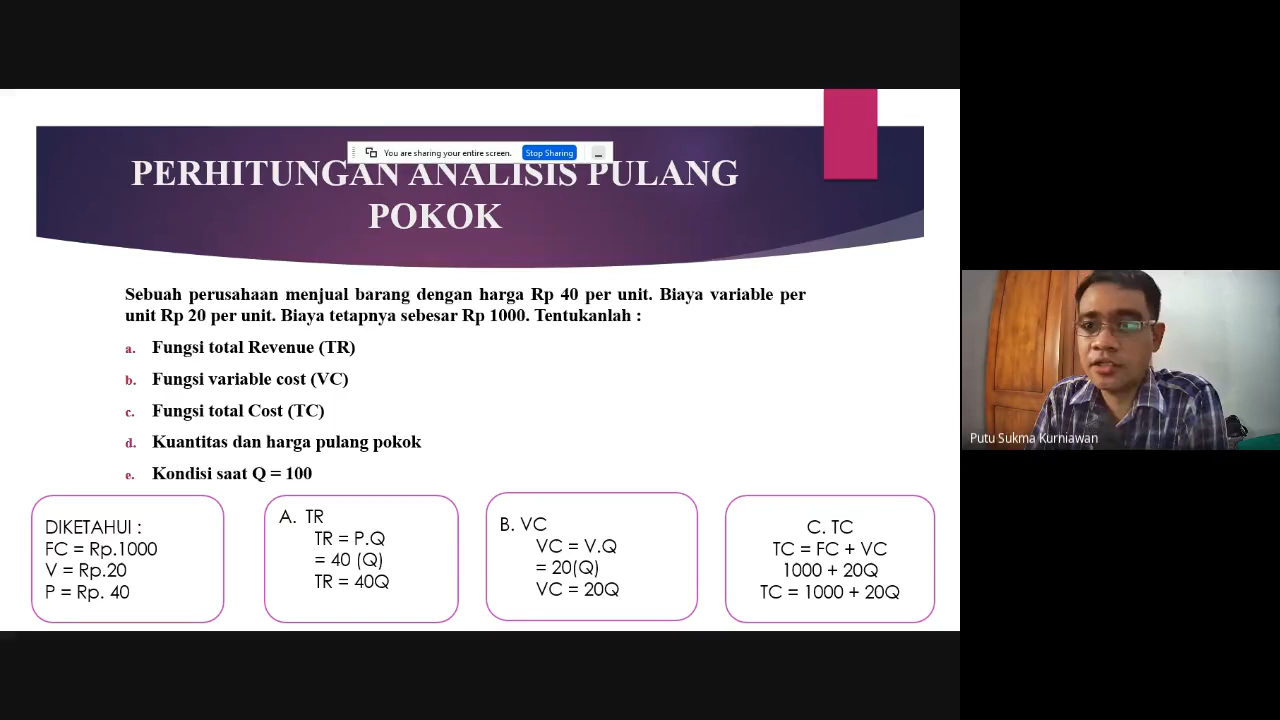 You are sharing your entire screen. Stop Sharing
PERHITUNGAN ANALISIS PULANG
POKOK
Sebuah perusahaan menjual barang dengan harga Rp 40 per unit. Biaya variable per
unit Rp 20 per unit. Biaya tetapnya sebesar Rp 1000. Tentukanlah :
a. Fungsi total Revenue (TR)
b. Fungsi variable cost (VC)
c. Fungsi total Cost (TC)
d. Kuantitas dan harga pulang pokok
e. Kondisi saat Q = 100
DIKETAHUI :
FC = Rp.1000
V = Rp.20
P = Rp. 40
A. TR
TR = P.Q
= 40 (Q)
TR = 40Q
B. VC
VC = V.Q
= 20(Q)
VC = 20Q
C. TC
TC = FC + VC
1000 + 20Q
TC = 1000 + 20Q
Putu Sukma Kurniawan